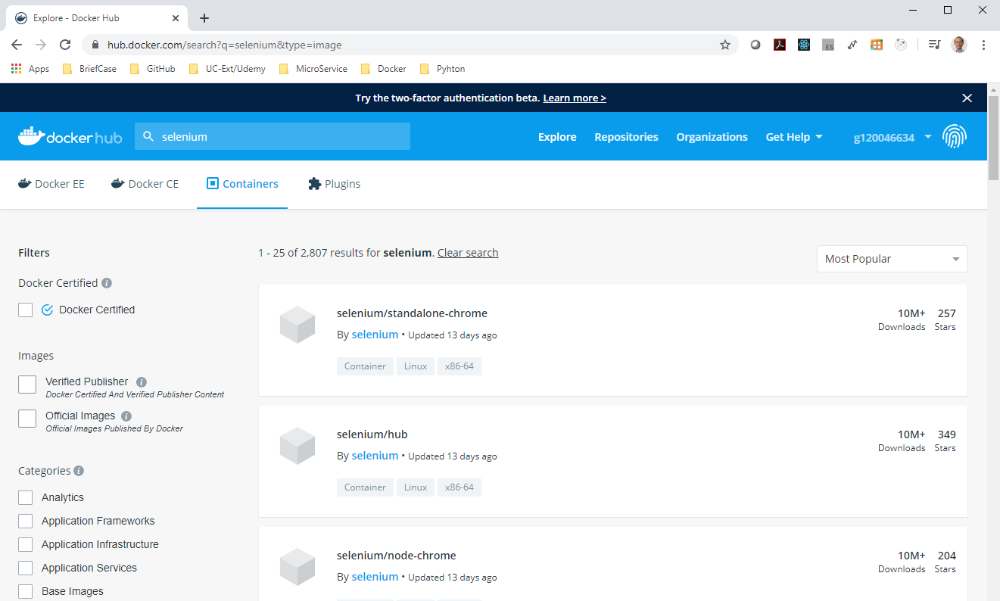 Explore - Docker Hub
hub.docker.com/search?q=selenium&type=image
Apps BriefCase GitHub UC-Ext/Udemy MicroService Docker Pyhton
Try the two-factor authentication beta. Learn more >
dockerhub selenium Explore Repositories Organizations Get Help g120046634
Docker EE Docker CE Containers Plugins
Filters
1 - 25 of 2,807 results for selenium. Clear search
Most Popular
Docker Certified
Docker Certified
Images
Verified Publisher
Docker Certified And Verified Publisher Content
Official Images
Official Images Published By Docker
Categories
Analytics
Application Frameworks
Application Infrastructure
Application Services
Base Images
selenium/standalone-chrome
10M+ 257
By selenium • Updated 13 days ago
Downloads Stars
Container Linux x86-64
selenium/hub
10M+ 349
By selenium • Updated 13 days ago
Downloads Stars
Container Linux x86-64
selenium/node-chrome
10M+ 204
By selenium • Updated 13 days ago
Downloads Stars
ES